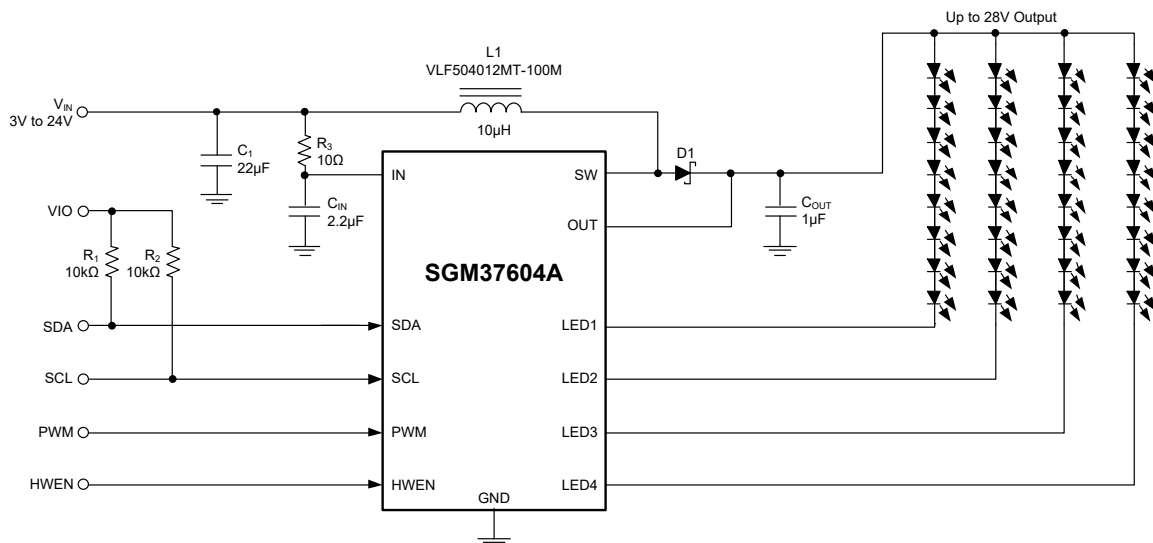 Up to 28V Output
L1
VLF504012MT-100M
10µH
VIN
3V to 24V
C1
22µF
R3
10Ω
CIN
2.2µF
IN
SW
D1
OUT
COUT
1µF
VIO
R1
10kΩ
R2
10kΩ
SGM37604A
SDA
SDA
LED1
SCL
SCL
LED2
PWM
PWM
LED3
HWEN
HWEN
LED4
GND